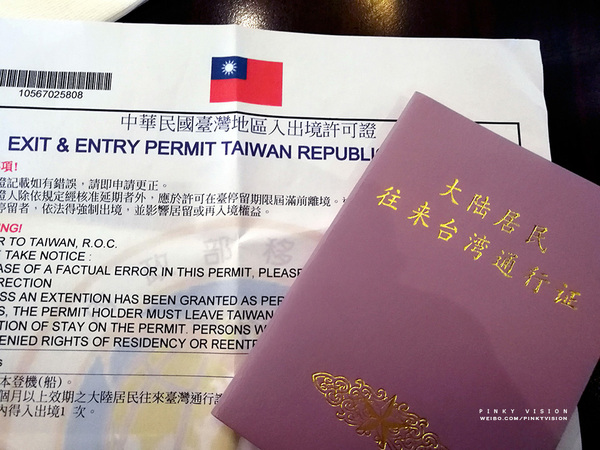 10567025808
中華民國臺灣地區入出境許可證
EXIT & ENTRY PERMIT TAIWAN REPUBLI
項!
證記載如有錯誤，請即申請更正。
證人除依規定經核准延期者外，應於許可在臺停留期限屆滿前離境。
停留者，依法得強制出境，並影響居留或再入境權益。
NG!
R TO TAIWAN, R.O.C.
E TAKE NOTICE :
ASE OF A FACTUAL ERROR IN THIS PERMIT, PLEASE
RECTION
SS AN EXTENTION HAS BEEN GRANTED AS PER
S, THE PERMIT HOLDER MUST LEAVE TAIWAN
TION OF STAY ON THE PERMIT. PERSONS W
ENIED RIGHTS OF RESIDENCY OR REENTR
s
本登機(船)。
個月以上效期之大陸居民往來臺灣通行證
內得入出境1 次。
政部移
大陆居民
往来台湾通行证
PINKY VISION
WEIBO.COM/PINKYVISION